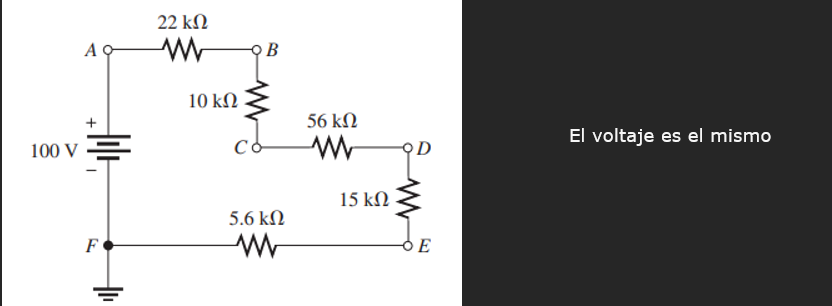 22 kΩ
A
B
10 kΩ
56 kΩ
+
100 V
C
D
–
15 kΩ
5.6 kΩ
F
E
El voltaje es el mismo